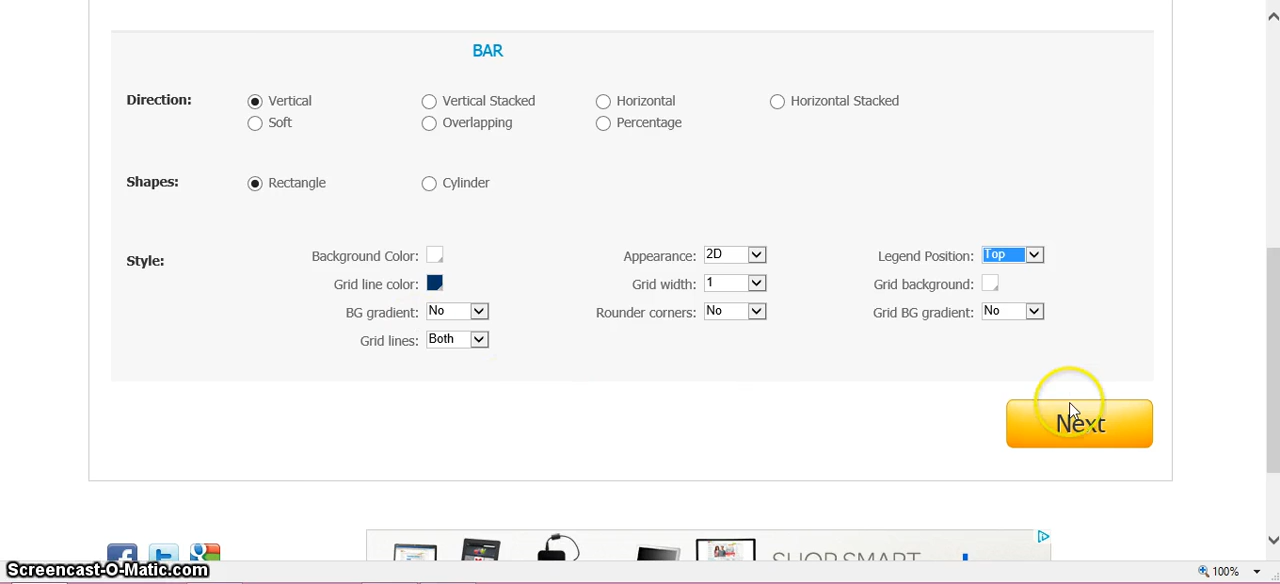 BAR
Direction: Vertical Vertical Stacked Horizontal Horizontal Stacked
Soft Overlapping Percentage
Shapes: Rectangle Cylinder
Style: Background Color: Appearance: 2D Legend Position: Top
Grid line color: Grid width: 1 Grid background:
BG gradient: No Rounder corners: No Grid BG gradient: No
Grid lines: Both
Next
SHOP SMART
Screencast-O-Matic.com
100%